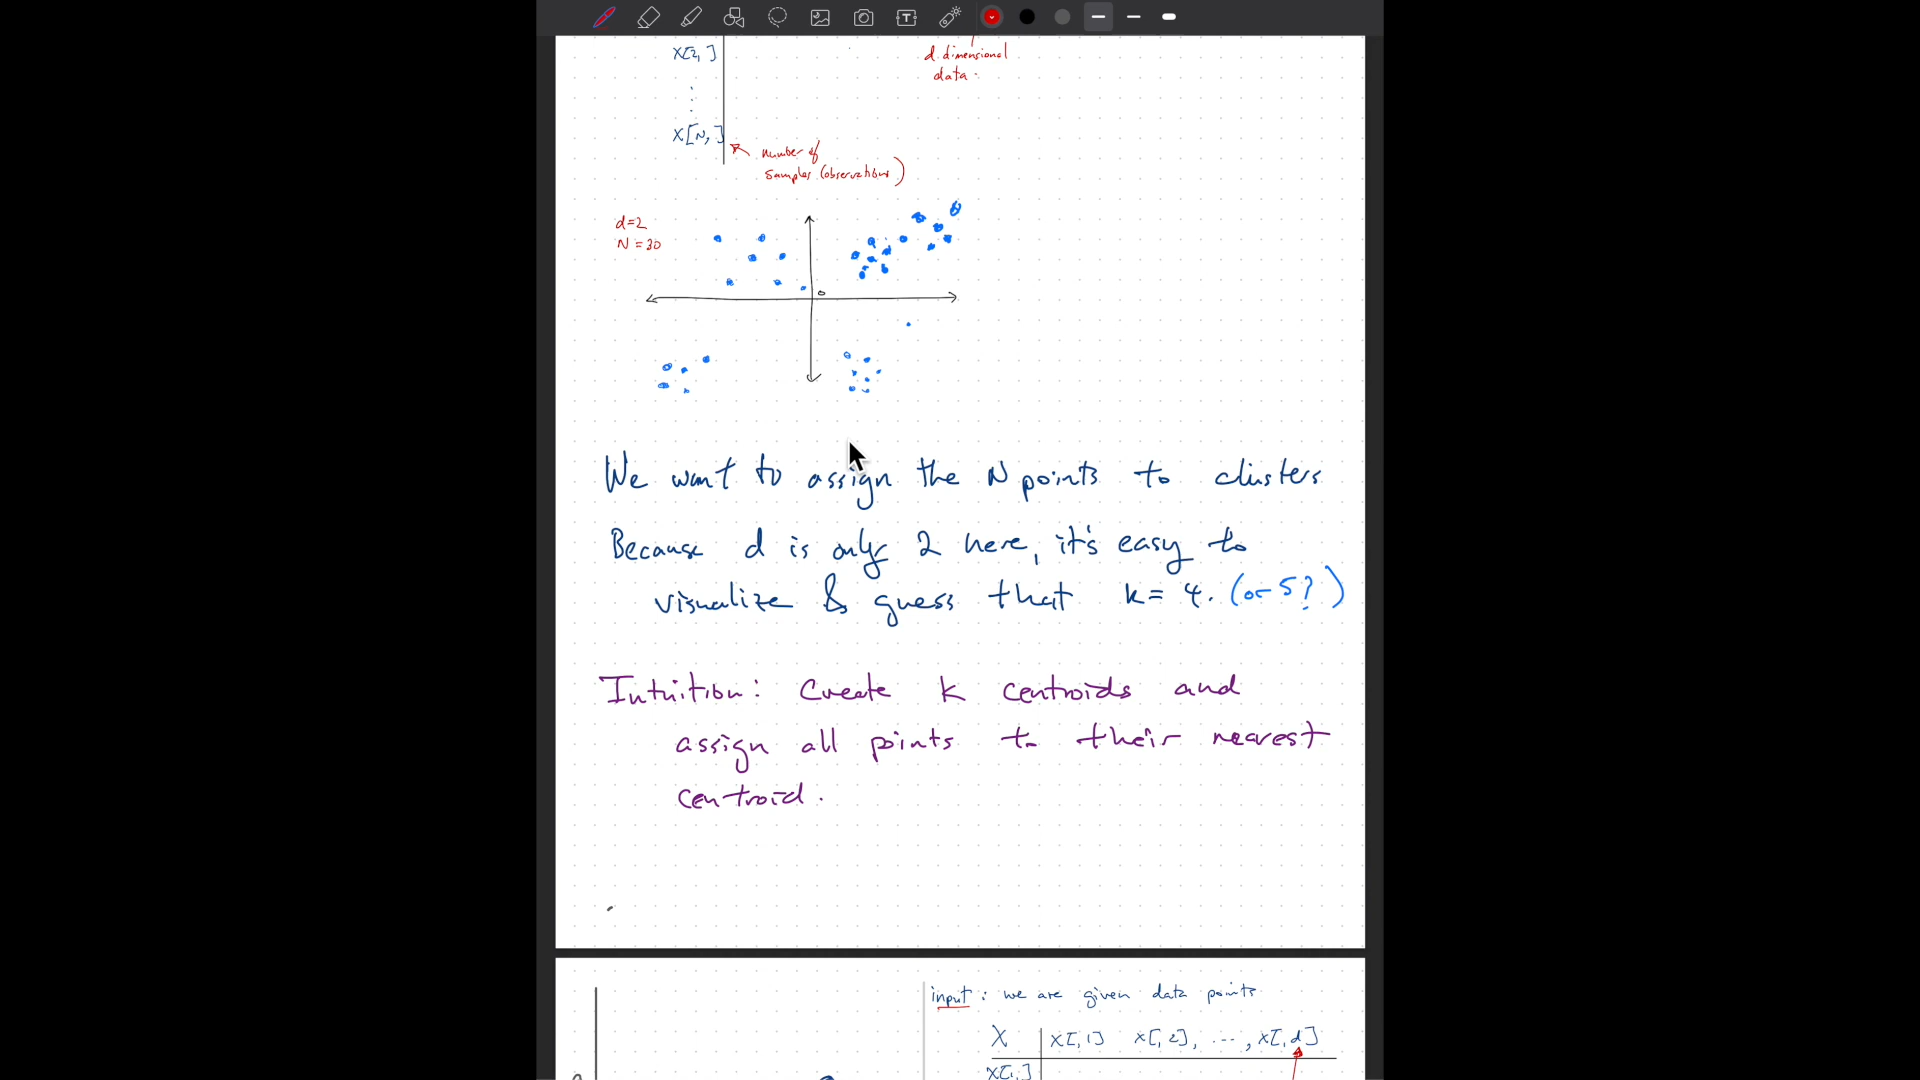 X[2, ]
d dimensional
data.
X[N, ]
number of
samples (observations)
d=2
N = 30
We want to assign the N points to clusters
Because d is only 2 here, it's easy to
visualize & guess that k = 4. (or 5?)
Intuition: Create k centroids and
assign all points to their nearest
centroid.
input: we are given data points
X X[, 1] X[, 2], ..., X[, d]
X[1, ]